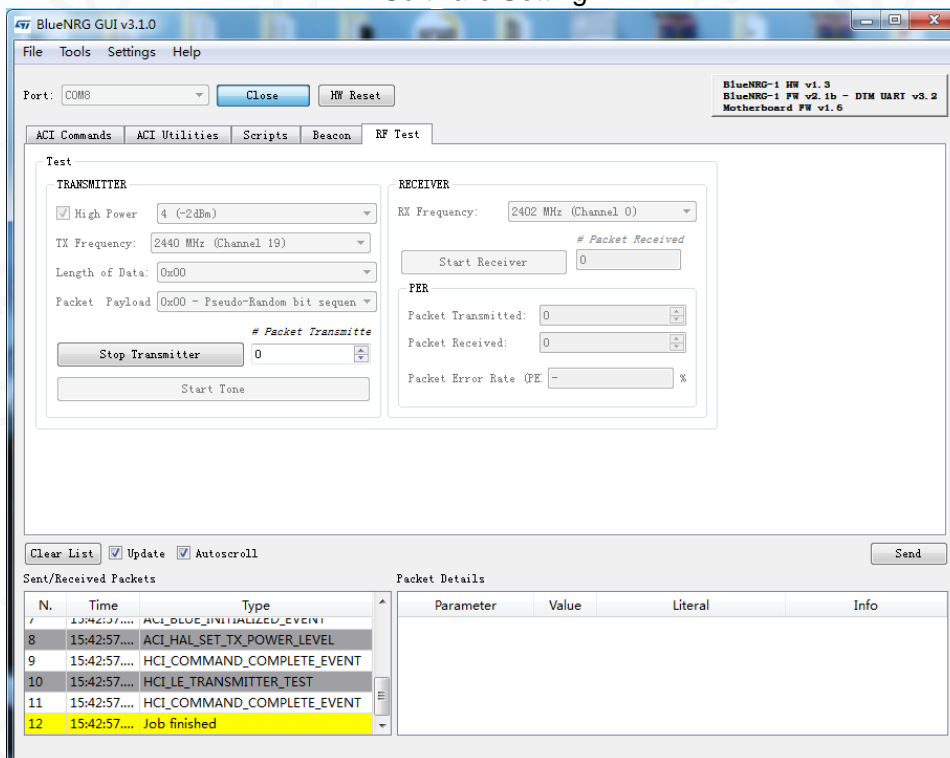 BlueNRG GUI v3.1.0
File Tools Settings Help
Port: COM8 Close HW Reset
BlueNRG-1 HW v1.3
BlueNRG-1 FW v2.1b - DTM UART v3.2
Motherboard FW v1.6
ACI Commands ACI Utilities Scripts Beacon RF Test
Test
TRANSMITTER
High Power 4 (-2dBm)
TX Frequency: 2440 MHz (Channel 19)
Length of Data: 0x00
Packet Payload 0x00 - Pseudo-Random bit sequen
# Packet Transmitte
Stop Transmitter 0
Start Tone
RECEIVER
RX Frequency: 2402 MHz (Channel 0)
# Packet Received
Start Receiver 0
PER
Packet Transmitted: 0
Packet Received: 0
Packet Error Rate (PE - %
Clear List Update Autoscroll Send
Sent/Received Packets
N. Time Type
7 15:42:57.... ACI_BLUE_INITIALIZED_EVENT
8 15:42:57.... ACI_HAL_SET_TX_POWER_LEVEL
9 15:42:57.... HCI_COMMAND_COMPLETE_EVENT
10 15:42:57.... HCI_LE_TRANSMITTER_TEST
11 15:42:57.... HCI_COMMAND_COMPLETE_EVENT
12 15:42:57.... Job finished
Packet Details
Parameter Value Literal Info